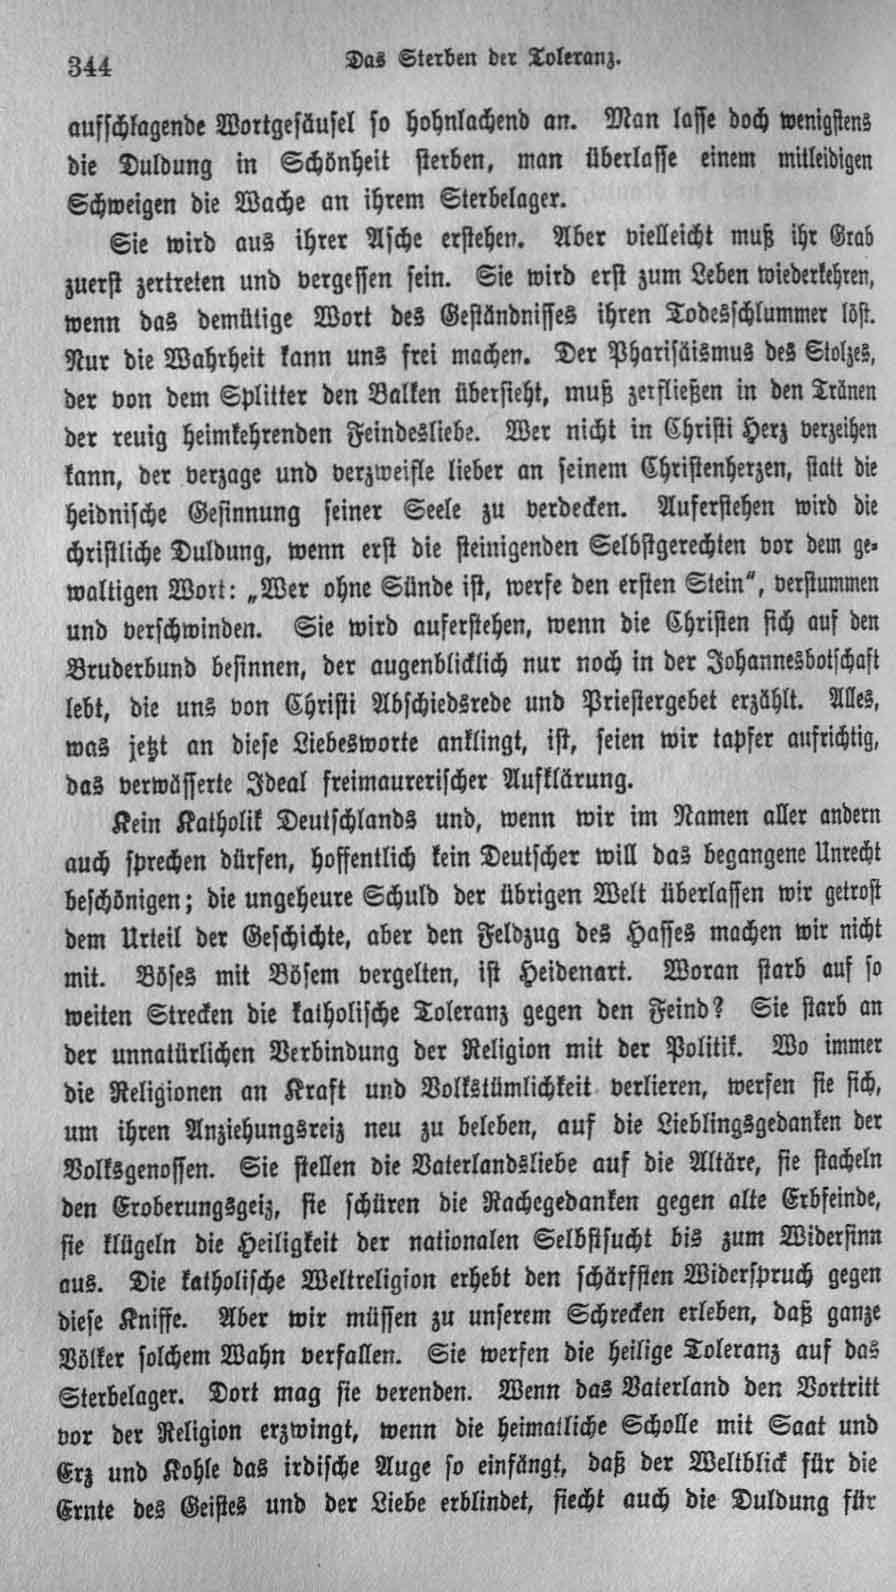 344
Das Sterben der Toleranz.
aufschlagende Wortgesäusel so hohnlachend an. Man lasse doch wenigstens
die Duldung in Schönheit sterben, man überlasse einem mitleidigen
Schweigen die Wache an ihrem Sterbelager.
Sie wird aus ihrer Asche erstehen. Aber vielleicht muß ihr Grab
zuerst zertreten und vergessen sein. Sie wird erst zum Leben wiederkehren,
wenn das demütige Wort des Geständnisses ihren Todesschlummer löst.
Nur die Wahrheit kann uns frei machen. Der Pharisäismus des Stolzes,
der von dem Splitter den Balken übersieht, muß zerfließen in den Tränen
der reuig heimkehrenden Feindesliebe. Wer nicht in Christi Herz verzeihen
kann, der verzage und verzweifle lieber an seinem Christenherzen, statt die
heidnische Gesinnung seiner Seele zu verdecken. Auferstehen wird die
christliche Duldung, wenn erst die steinigenden Selbstgerechten vor dem ge-
waltigen Wort: „Wer ohne Sünde ist, werfe den ersten Stein", verstummen
und verschwinden. Sie wird auferstehen, wenn die Christen sich auf den
Bruderbund besinnen, der augenblicklich nur noch in der Johannesbotschaft
lebt, die uns von Christi Abschiedsrede und Priestergebet erzählt. Alles,
was jetzt an diese Liebesworte anklingt, ist, seien wir tapfer aufrichtig,
das verwässerte Ideal freimaurerischer Aufklärung.
Kein Katholik Deutschlands und, wenn wir im Namen aller andern
auch sprechen dürfen, hoffentlich kein Deutscher will das begangene Unrecht
beschönigen; die ungeheure Schuld der übrigen Welt überlassen wir getrost
dem Urteil der Geschichte, aber den Feldzug des Hasses machen wir nicht
mit. Böses mit Bösem vergelten, ist Heidenart. Woran starb auf so
weiten Strecken die katholische Toleranz gegen den Feind? Sie starb an
der unnatürlichen Verbindung der Religion mit der Politik. Wo immer
die Religionen an Kraft und Volkstümlichkeit verlieren, werfen sie sich,
um ihren Anziehungsreiz neu zu beleben, auf die Lieblingsgedanken der
Volksgenossen. Sie stellen die Vaterlandsliebe auf die Altäre, sie stacheln
den Eroberungsgeiz, sie schüren die Rachegedanken gegen alte Erbfeinde,
sie klügeln die Heiligkeit der nationalen Selbstsucht bis zum Widersinn
aus. Die katholische Weltreligion erhebt den schärfsten Widerspruch gegen
diese Kniffe. Aber wir müssen zu unserem Schrecken erleben, daß ganze
Völker solchem Wahn verfallen. Sie werfen die heilige Toleranz auf das
Sterbelager. Dort mag sie verenden. Wenn das Vaterland den Vortritt
vor der Religion erzwingt, wenn die heimatliche Scholle mit Saat und
Erz und Kohle das irdische Auge so einfängt, daß der Weltblick für die
Ernte des Geistes und der Liebe erblindet, siecht auch die Duldung für